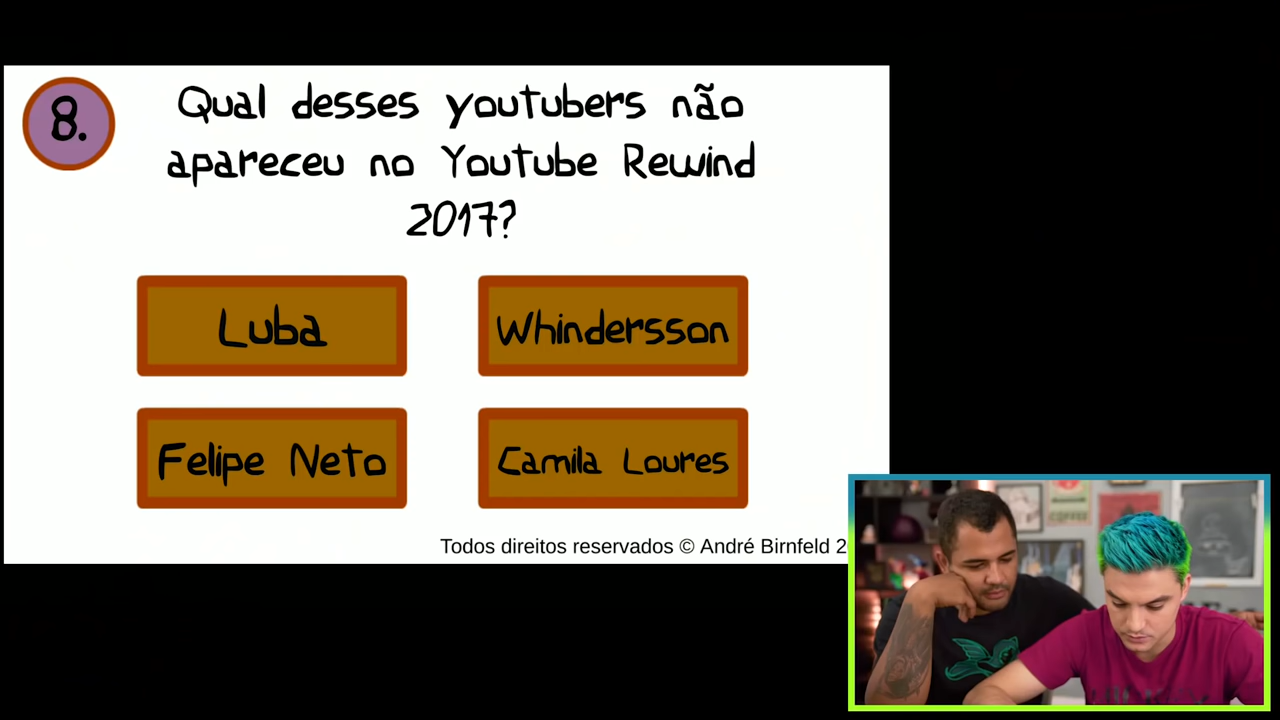 8.
Qual desses youtubers não
apareceu no Youtube Rewind
2017?
Luba
Whindersson
Felipe Neto
Camila Loures
Todos direitos reservados © André Birnfeld
COFFEE